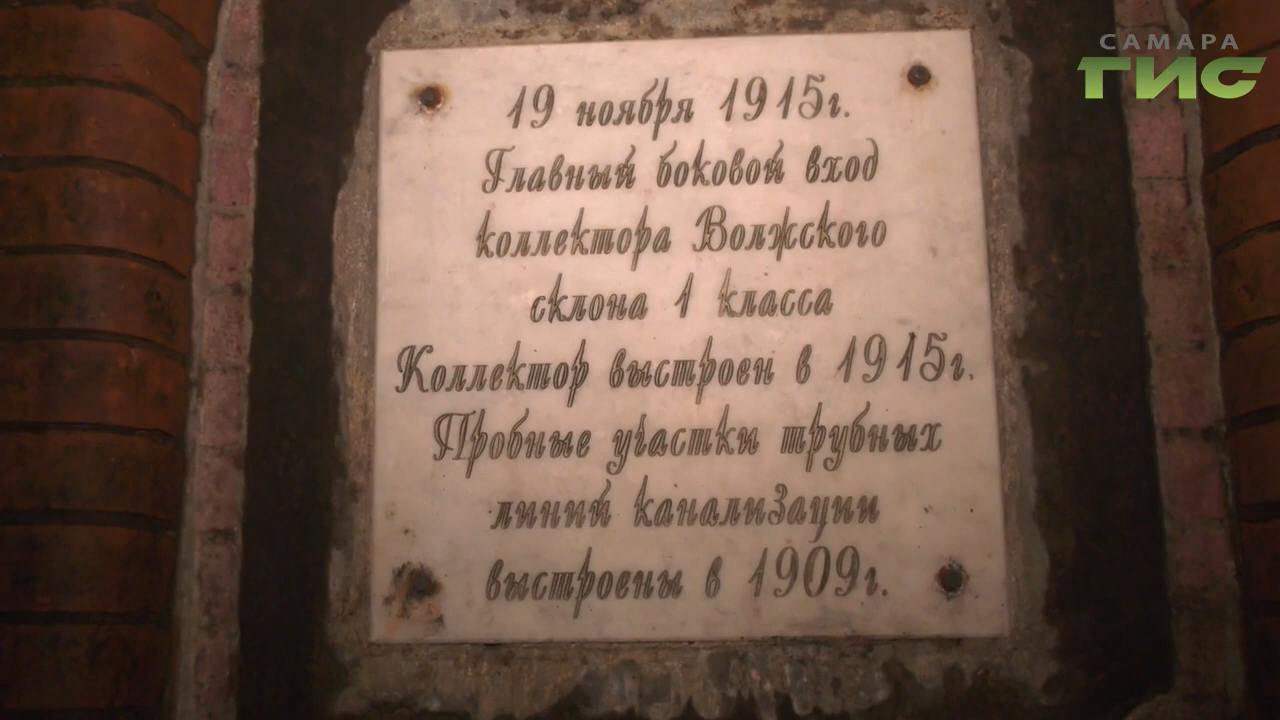 САМАРА
ГИС
19 ноября 1915г.
Главный боковой вход
коллектора Волжского
склона 1 класса
Коллектор выстроен в 1915г.
Пробные участки трубных
линий канализации
выстроены в 1909г.